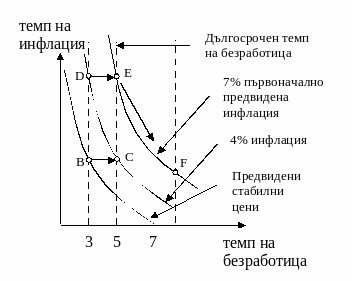 темп на
инфлация
Дългосрочен темп
на безработица
D
E
7% първоначално
предвидена
инфлация
4% инфлация
B
C
F
Предвидени
стабилни
цени
3
5
7
темп на
безработица